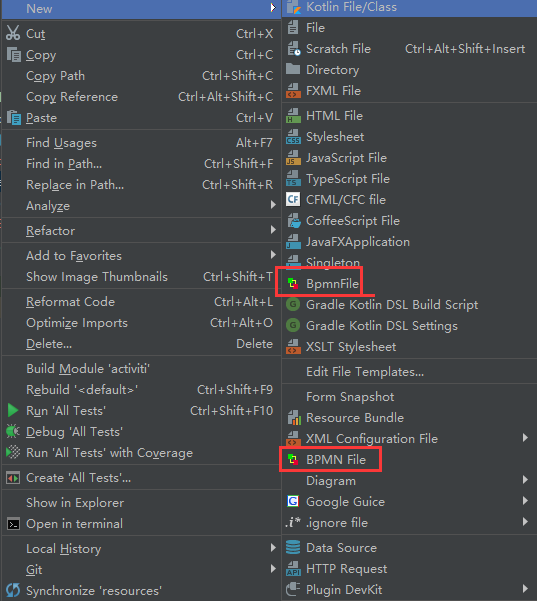 New
Cut Ctrl+X
Copy Ctrl+C
Copy Path Ctrl+Shift+C
Copy Reference Ctrl+Alt+Shift+C
Paste Ctrl+V
Find Usages Alt+F7
Find in Path... Ctrl+Shift+F
Replace in Path... Ctrl+Shift+R
Analyze
Refactor
Add to Favorites
Show Image Thumbnails Ctrl+Shift+T
Reformat Code Ctrl+Alt+L
Optimize Imports Ctrl+Alt+O
Delete... Delete
Build Module 'activiti'
Rebuild '<default>' Ctrl+Shift+F9
Run 'All Tests' Ctrl+Shift+F10
Debug 'All Tests'
Run 'All Tests' with Coverage
Create 'All Tests'...
Show in Explorer
Open in terminal
Local History
Git
Synchronize 'resources'
Kotlin File/Class
File
Scratch File Ctrl+Alt+Shift+Insert
Directory
FXML File
HTML File
Stylesheet
JavaScript File
TypeScript File
CFML/CFC file
CoffeeScript File
JavaFXApplication
Singleton
BpmnFile
Gradle Kotlin DSL Build Script
Gradle Kotlin DSL Settings
XSLT Stylesheet
Edit File Templates...
Form Snapshot
Resource Bundle
XML Configuration File
BPMN File
Diagram
Google Guice
.ignore file
Data Source
HTTP Request
Plugin DevKit